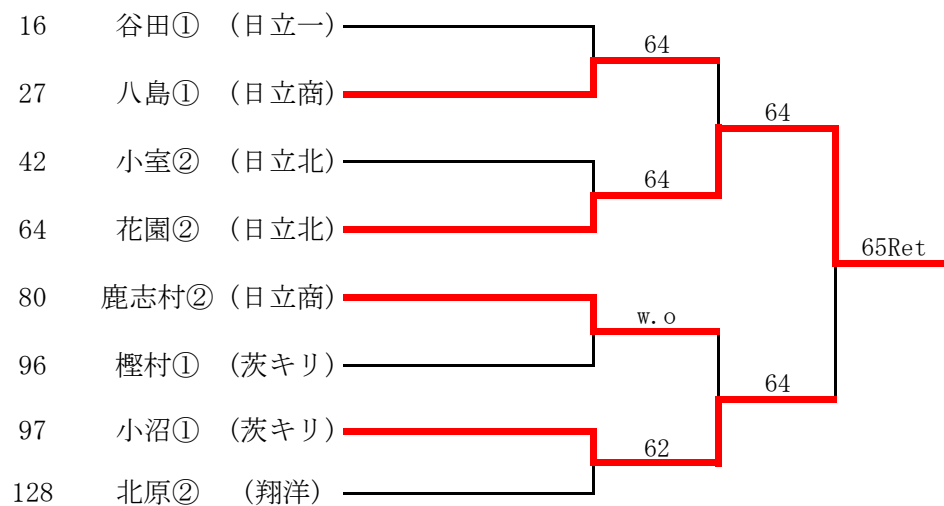 16 谷田① (日立一)
64
27 八島① (日立商)
64
42 小室② (日立北)
64
64 花園② (日立北)
65Ret
80 鹿志村② (日立商)
w.o
96 樫村① (茨キリ)
64
97 小沼① (茨キリ)
62
128 北原② (翔洋)